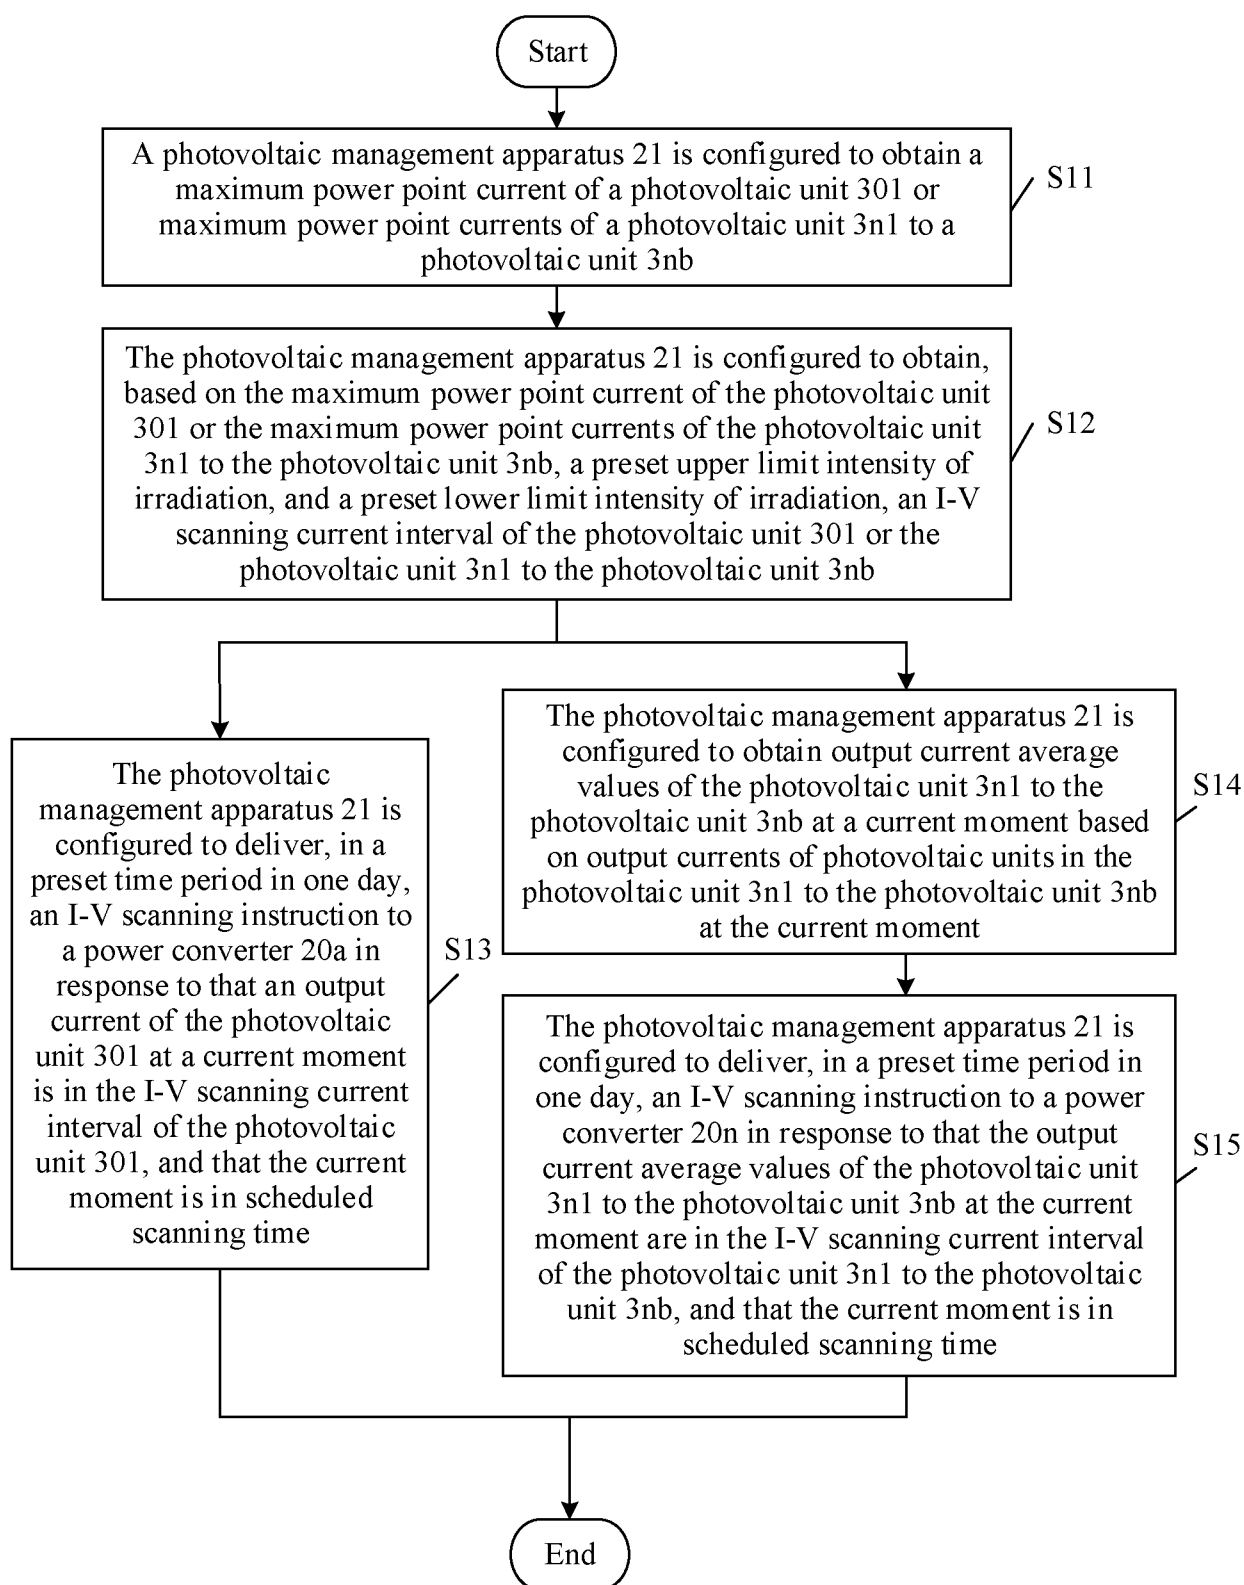 Start
A photovoltaic management apparatus 21 is configured to obtain a
maximum power point current of a photovoltaic unit 301 or
maximum power point currents of a photovoltaic unit 3n1 to a
photovoltaic unit 3nb
S11
The photovoltaic management apparatus 21 is configured to obtain,
based on the maximum power point current of the photovoltaic unit
301 or the maximum power point currents of the photovoltaic unit
3n1 to the photovoltaic unit 3nb, a preset upper limit intensity of
irradiation, and a preset lower limit intensity of irradiation, an I-V
scanning current interval of the photovoltaic unit 301 or the
photovoltaic unit 3n1 to the photovoltaic unit 3nb
S12
The photovoltaic
management apparatus 21 is
configured to deliver, in a
preset time period in one day,
an I-V scanning instruction to
a power converter 20a in
response to that an output
current of the photovoltaic
unit 301 at a current moment
is in the I-V scanning current
interval of the photovoltaic
unit 301, and that the current
moment is in scheduled
scanning time
S13
The photovoltaic management apparatus 21 is
configured to obtain output current average
values of the photovoltaic unit 3n1 to the
photovoltaic unit 3nb at a current moment based
on output currents of photovoltaic units in the
photovoltaic unit 3n1 to the photovoltaic unit 3nb
at the current moment
S14
The photovoltaic management apparatus 21 is
configured to deliver, in a preset time period in
one day, an I-V scanning instruction to a power
converter 20n in response to that the output
current average values of the photovoltaic unit
3n1 to the photovoltaic unit 3nb at the current
moment are in the I-V scanning current interval
of the photovoltaic unit 3n1 to the photovoltaic
unit 3nb, and that the current moment is in
scheduled scanning time
S15
End